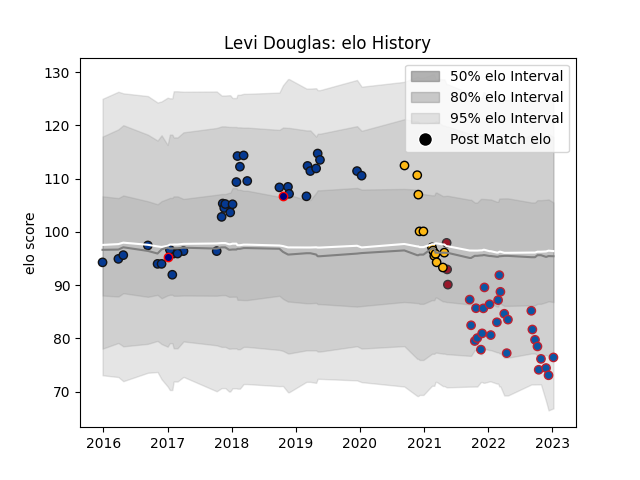 Levi Douglas: elo History
50% elo Interval
80% elo Interval
95% elo Interval
Post Match elo
elo score
130
120
110
100
90
80
70
2016 2017 2018 2019 2020 2021 2022 2023